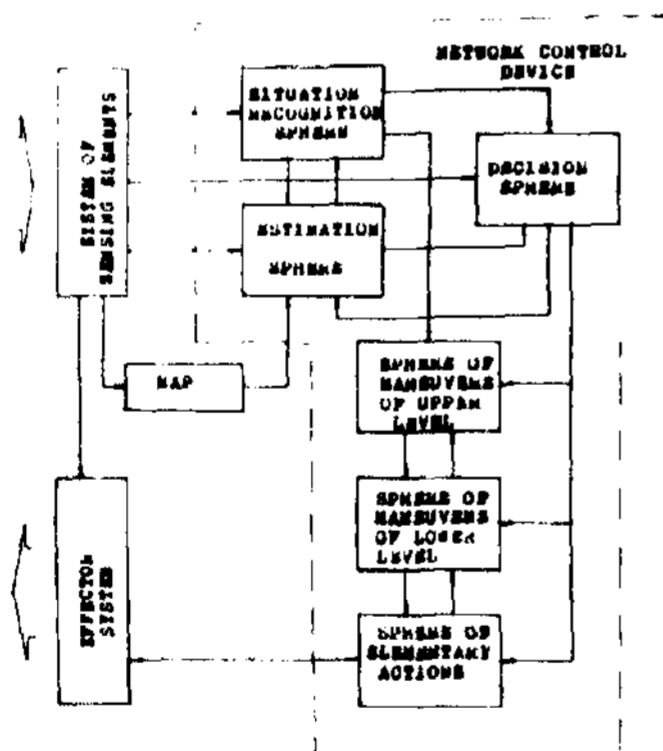 NETWORK CONTROL
DEVICE
SITUATION
RECOGNITION
SPHERE
DECISION
SPHERE
SYSTEM OF
SENSING ELEMENTS
ESTIMATION
SPHERE
MAP
SPHERE OF
MANEUVERS
OF UPPER
LEVEL
SPHERE OF
MANEUVERS
OF LOWER
LEVEL
EFFECTOR
SYSTEM
SPHERE OF
ELEMENTARY
ACTIONS